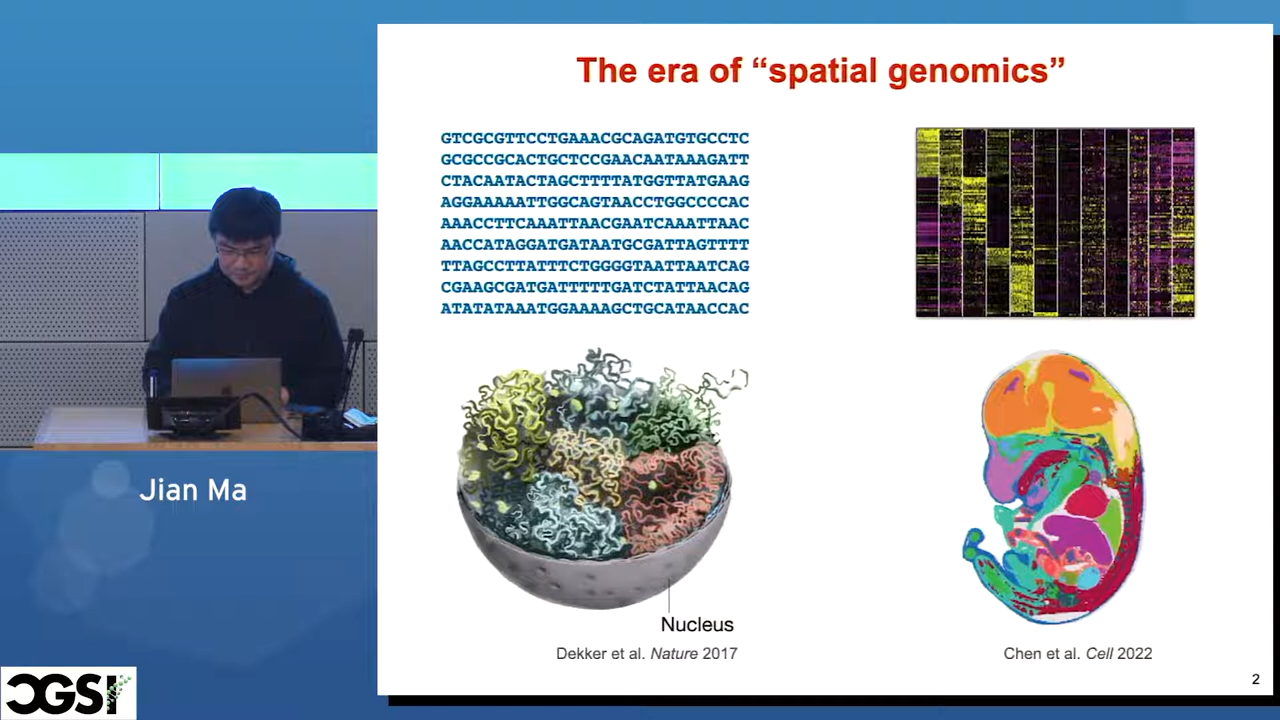 The era of “spatial genomics”
GTCGCGTTCCTGAAACGCAGATGTGCCTC
GCGCCGCACTGCTCCGAACAATAAAGATT
CTACAATACTAGCTTTTATGGTTATGAAG
AGGAAAAATTGGCAGTAACCTGGCCCCAC
AAACCTTCAAATTAACGAATCAAATTAAC
AACCATAGGATGATAATGCGATTAGTTTT
TTAGCCTTATTTCTGGGGTAATTAATCAG
CGAAGCGATGATTTTTGATCTATTAACAG
ATATATAAATGGAAAAGCTGCATAACCAC
Nucleus
Dekker et al. Nature 2017
Chen et al. Cell 2022
2
Jian Ma
CGSI